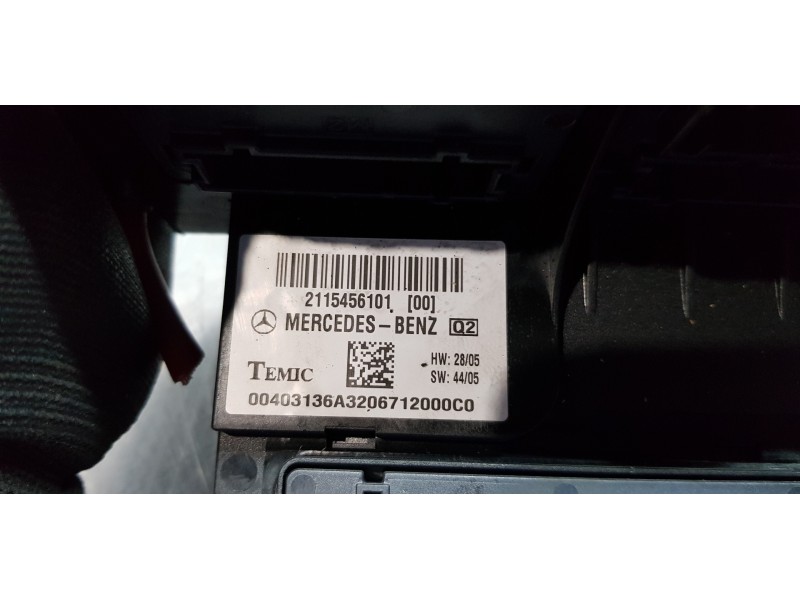 2115456101 [00]
MERCEDES-BENZ Q2
HW: 28/05
TEMIC SW: 44/05
00403136A3206712000C0